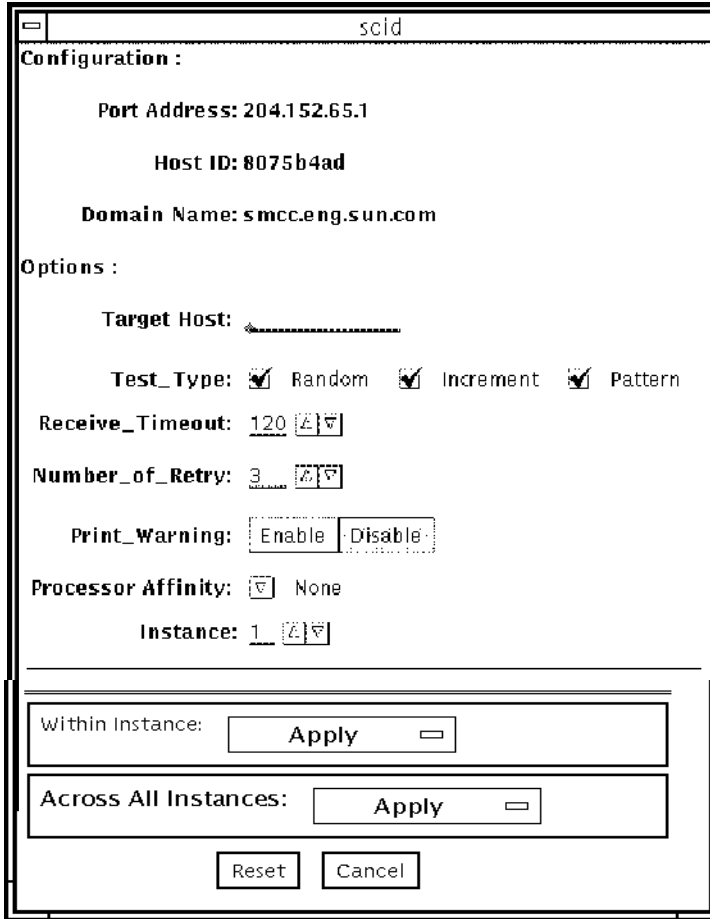 scid
Configuration :
Port Address: 204.152.65.1
Host ID: 8075b4ad
Domain Name: smcc.eng.sun.com
Options :
Target Host:
Test_Type: Random Increment Pattern
Receive_Timeout: 120
Number_of_Retry: 3
Print_Warning: Enable Disable
Processor Affinity: None
Instance: 1
Within Instance: Apply
Across All Instances: Apply
Reset Cancel